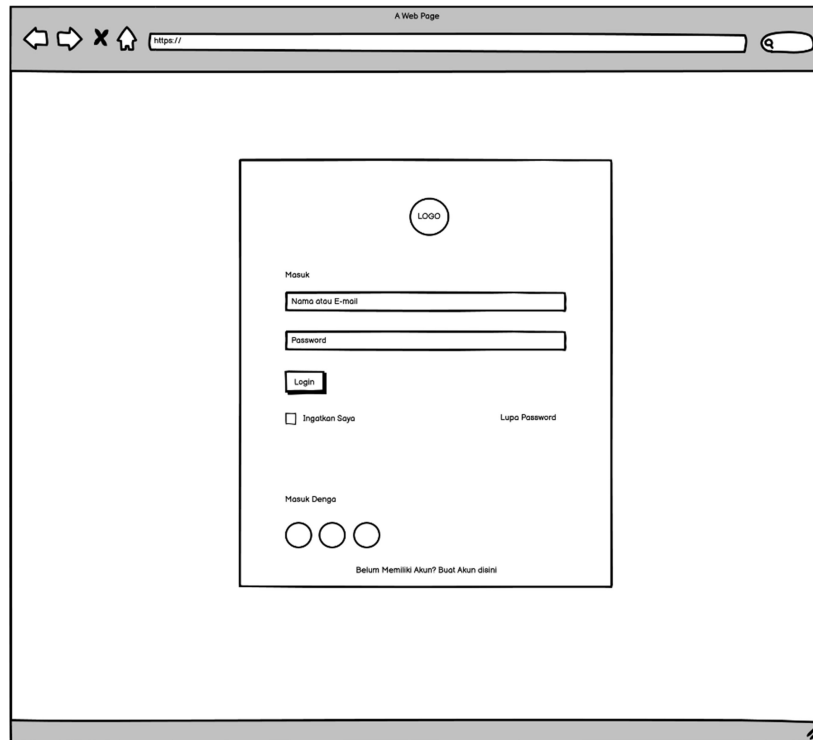 A Web Page
https://
LOGO
Masuk
Nama atau E-mail
Password
Login
Ingatkan Saya
Lupa Password
Masuk Denga
Belum Memiliki Akun? Buat Akun disini